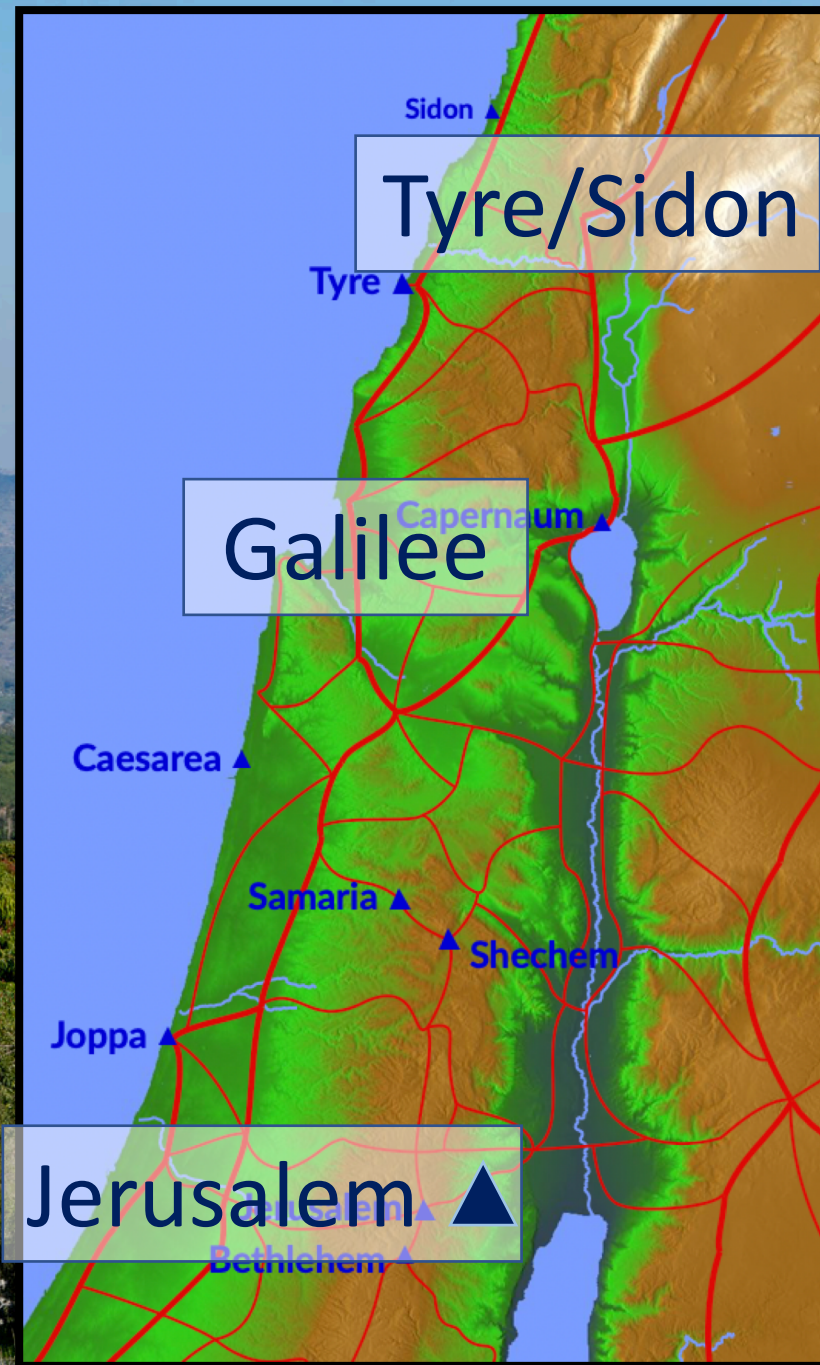 Sidon
Tyre/Sidon
Tyre
Capernaum
Galilee
Caesarea
Samaria
Shechem
Joppa
Jerusalem
Jerusalem
Bethlehem